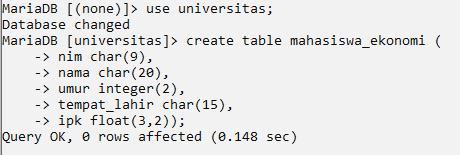 MariaDB [(none)]> use universitas;
Database changed
MariaDB [universitas]> create table mahasiswa_ekonomi (
    -> nim char(9),
    -> nama char(20),
    -> umur integer(2),
    -> tempat_lahir char(15),
    -> ipk float(3,2));
Query OK, 0 rows affected (0.148 sec)